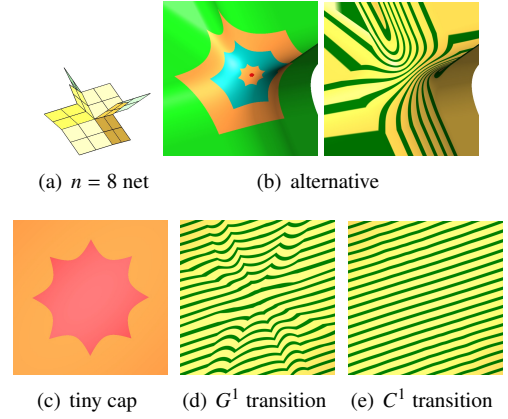 (a) n = 8 net
(b) alternative
(c) tiny cap
(d) G¹ transition
(e) C¹ transition